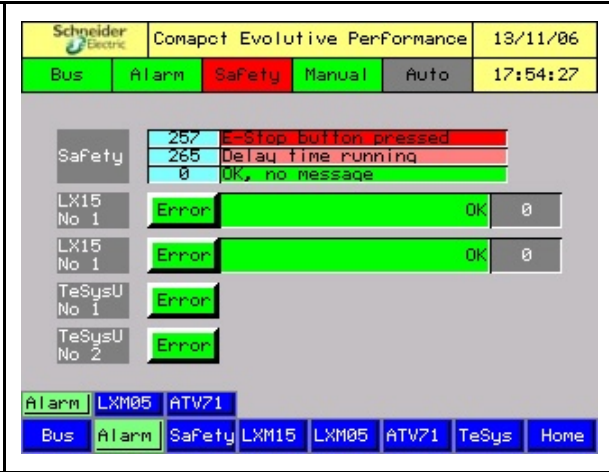 Schneider Electric Comapct Evolutive Performance 13/11/06
Bus Alarm Safety Manual Auto 17:54:27
257 E-Stop button pressed
Safety 265 Delay time running
0 OK, no message
LX15 No 1 Error OK 0
LX15 No 1 Error OK 0
TeSysU No 1 Error
TeSysU No 2 Error
Alarm LXM05 ATV71
Bus Alarm Safety LXM15 LXM05 ATV71 TeSys Home